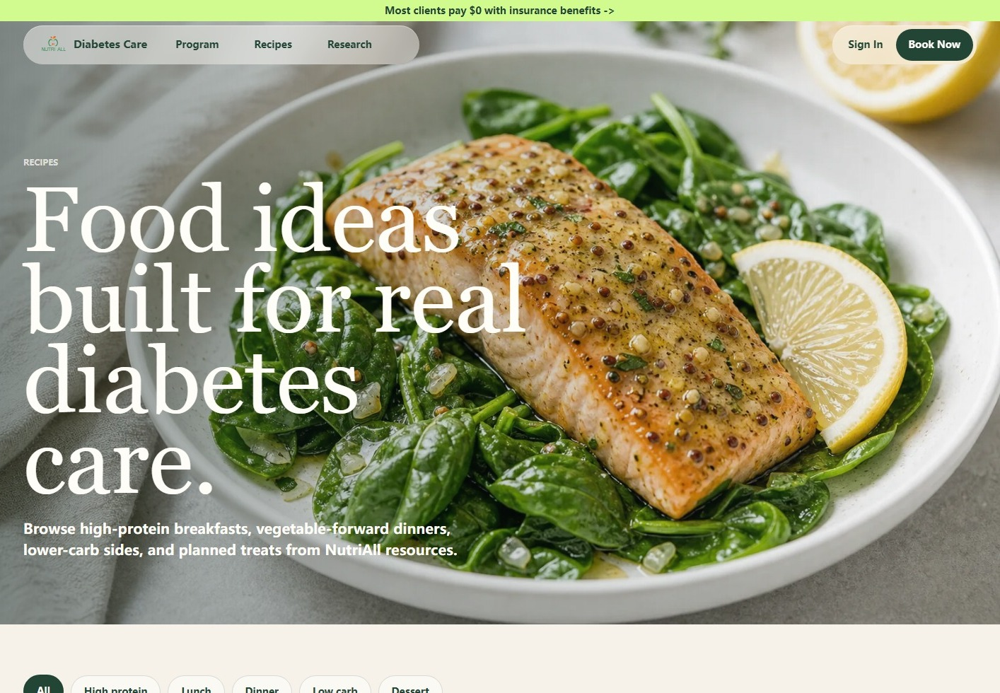 Most clients pay $0 with insurance benefits ->
NUTRI ALL
Diabetes Care
Program
Recipes
Research
Sign In
Book Now
RECIPES
Food ideas
built for real
diabetes
care.
Browse high-protein breakfasts, vegetable-forward dinners,
lower-carb sides, and planned treats from NutriAll resources.
All
High protein
Lunch
Dinner
Low carb
Dessert